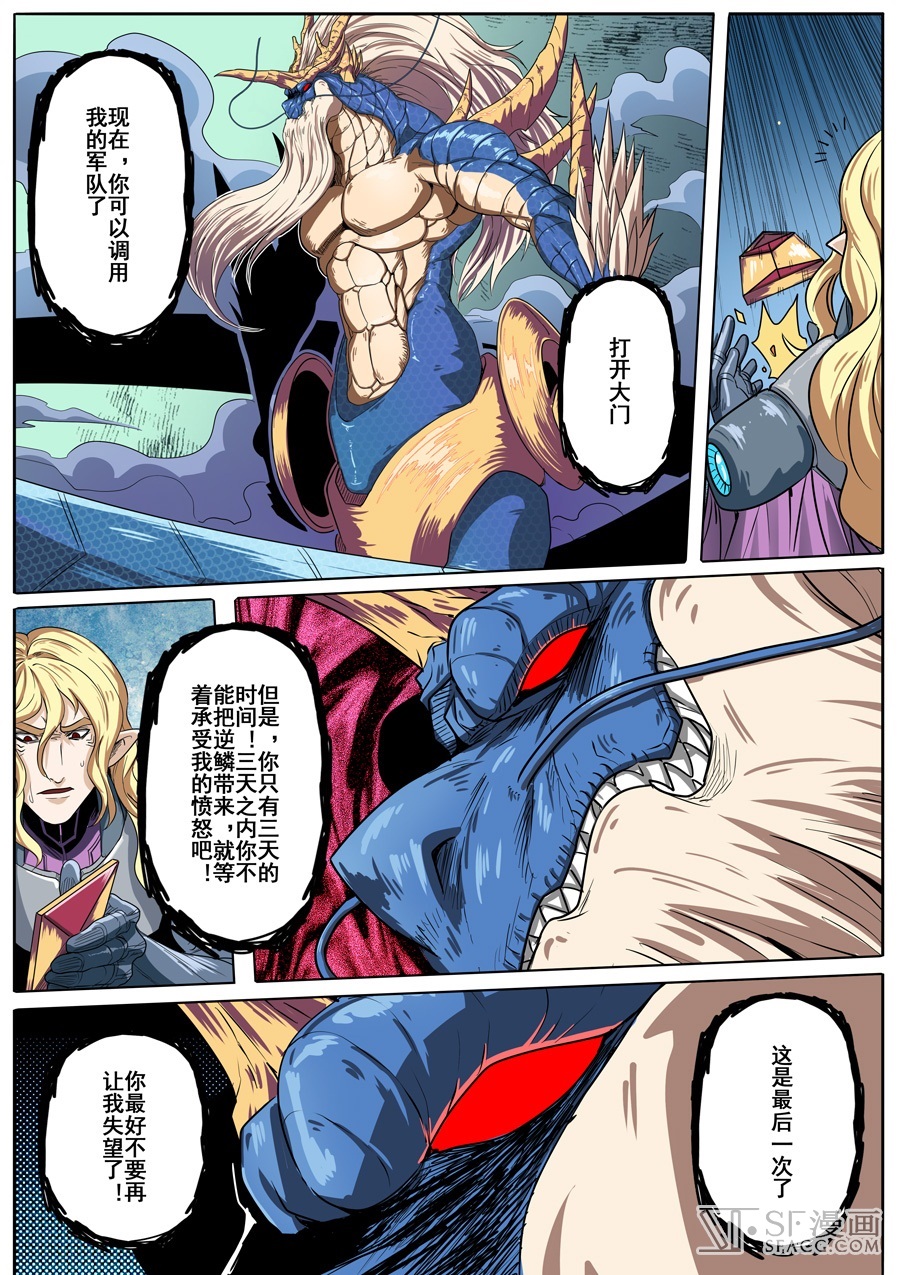 打开大门
现在，你可以调用
我的军队了
但是，你只有三天的
时间！三天之内你不
能把逆鳞带来，就等
着承受我的愤怒吧！
这是最后一次了
你最好不要再
让我失望了！
SF漫画
SFACG.COM